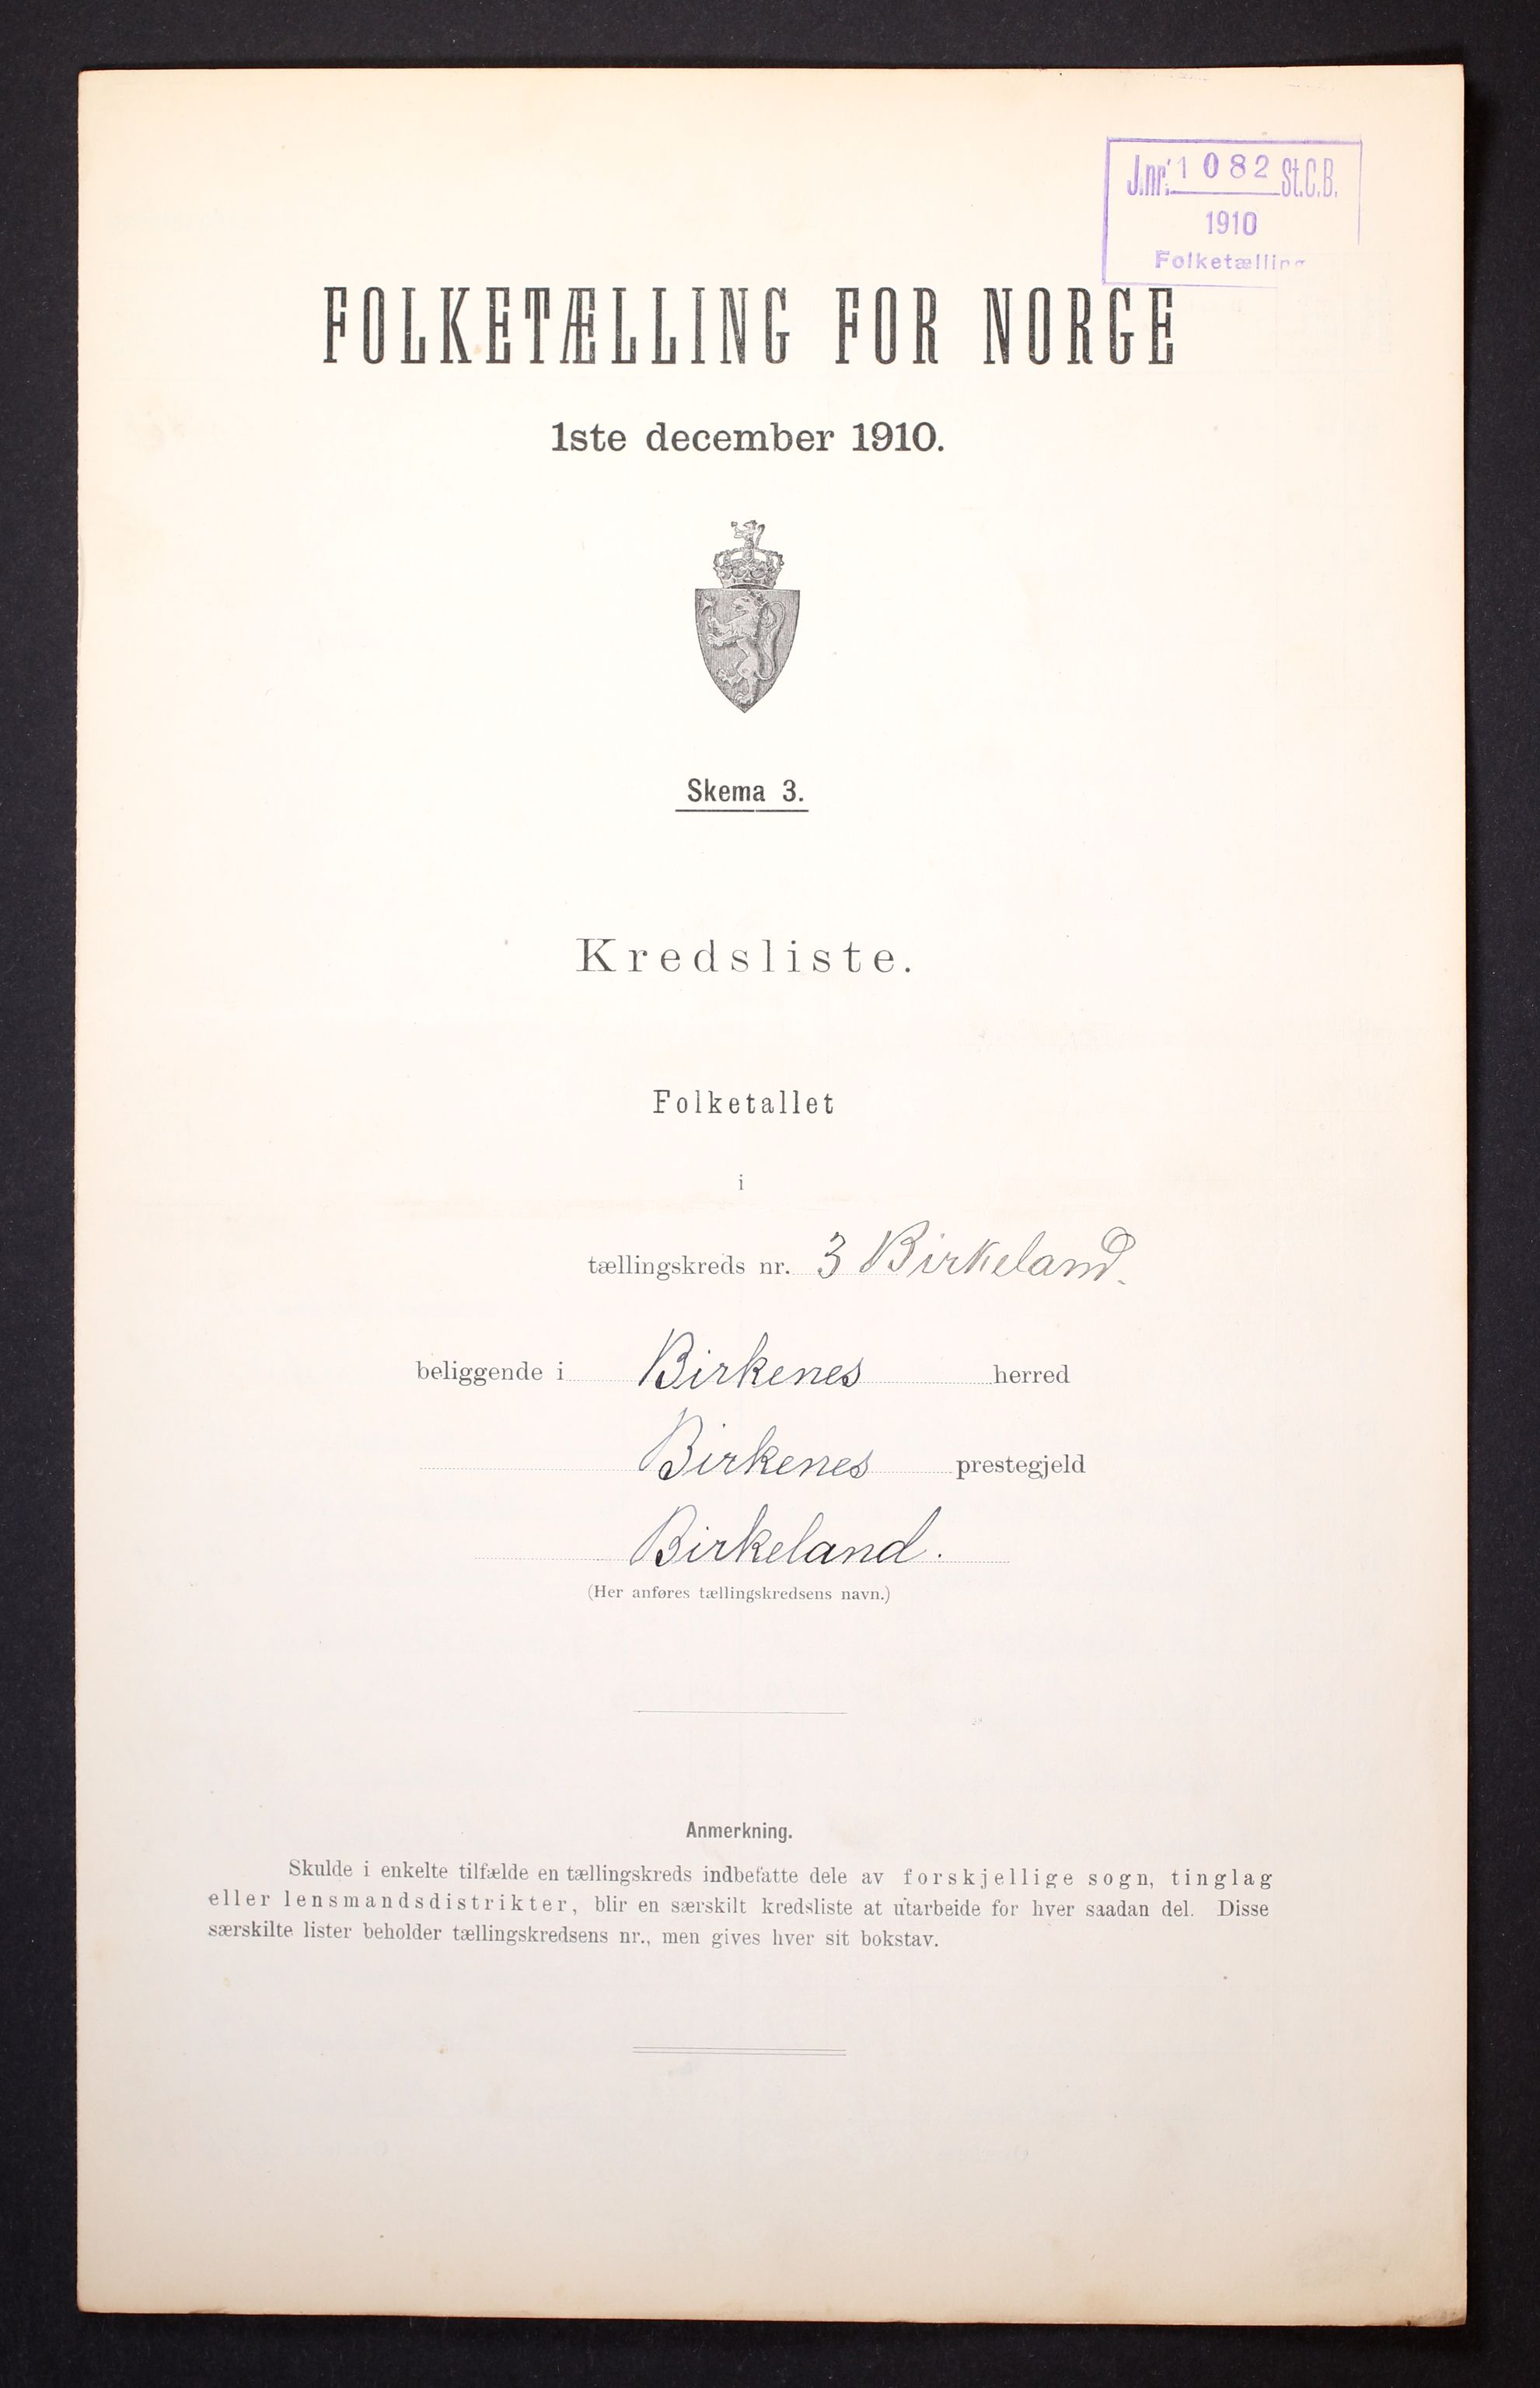 J.nr. 1082 St.C.B.
1910
Folketælling
FOLKETÆLLING FOR NORGE
1ste december 1910.
Skema 3.
Kredsliste.
Folketallet
i
tællingskreds nr. 3 Birkeland.
beliggende i Birkenes herred
Birkenes prestegjeld
Birkeland.
(Her anføres tællingskredsens navn.)
Anmerkning.
Skulde i enkelte tilfælde en tællingskreds indbefatte dele av forskjellige sogn, tinglag
eller lensmandsdistrikter, blir en særskilt kredsliste at utarbeide for hver saadan del. Disse
særskilte lister beholder tællingskredsens nr., men gives hver sit bokstav.